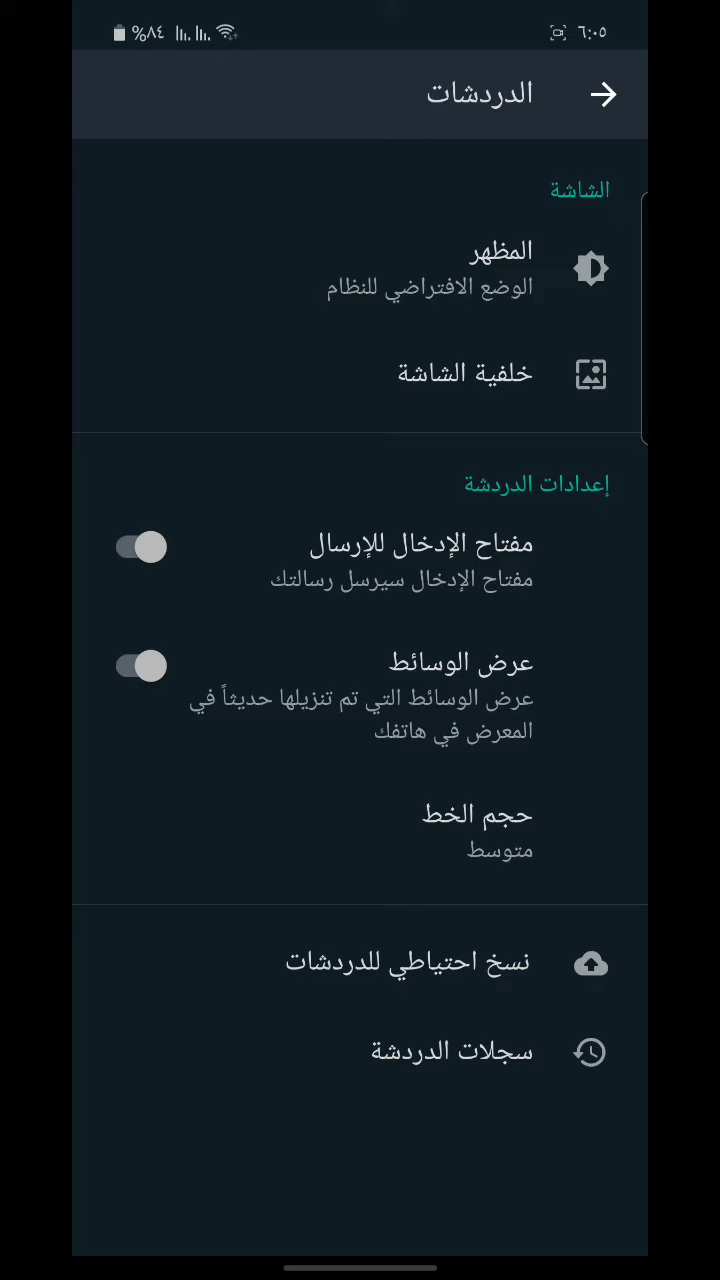 ٦:٠٥ ٨٤%
الدردشات
الشاشة
المظهر
الوضع الافتراضي للنظام
خلفية الشاشة
إعدادات الدردشة
مفتاح الإدخال للإرسال
مفتاح الإدخال سيرسل رسالتك
عرض الوسائط
عرض الوسائط التي تم تنزيلها حديثاً في
المعرض في هاتفك
حجم الخط
متوسط
نسخ احتياطي للدردشات
سجلات الدردشة